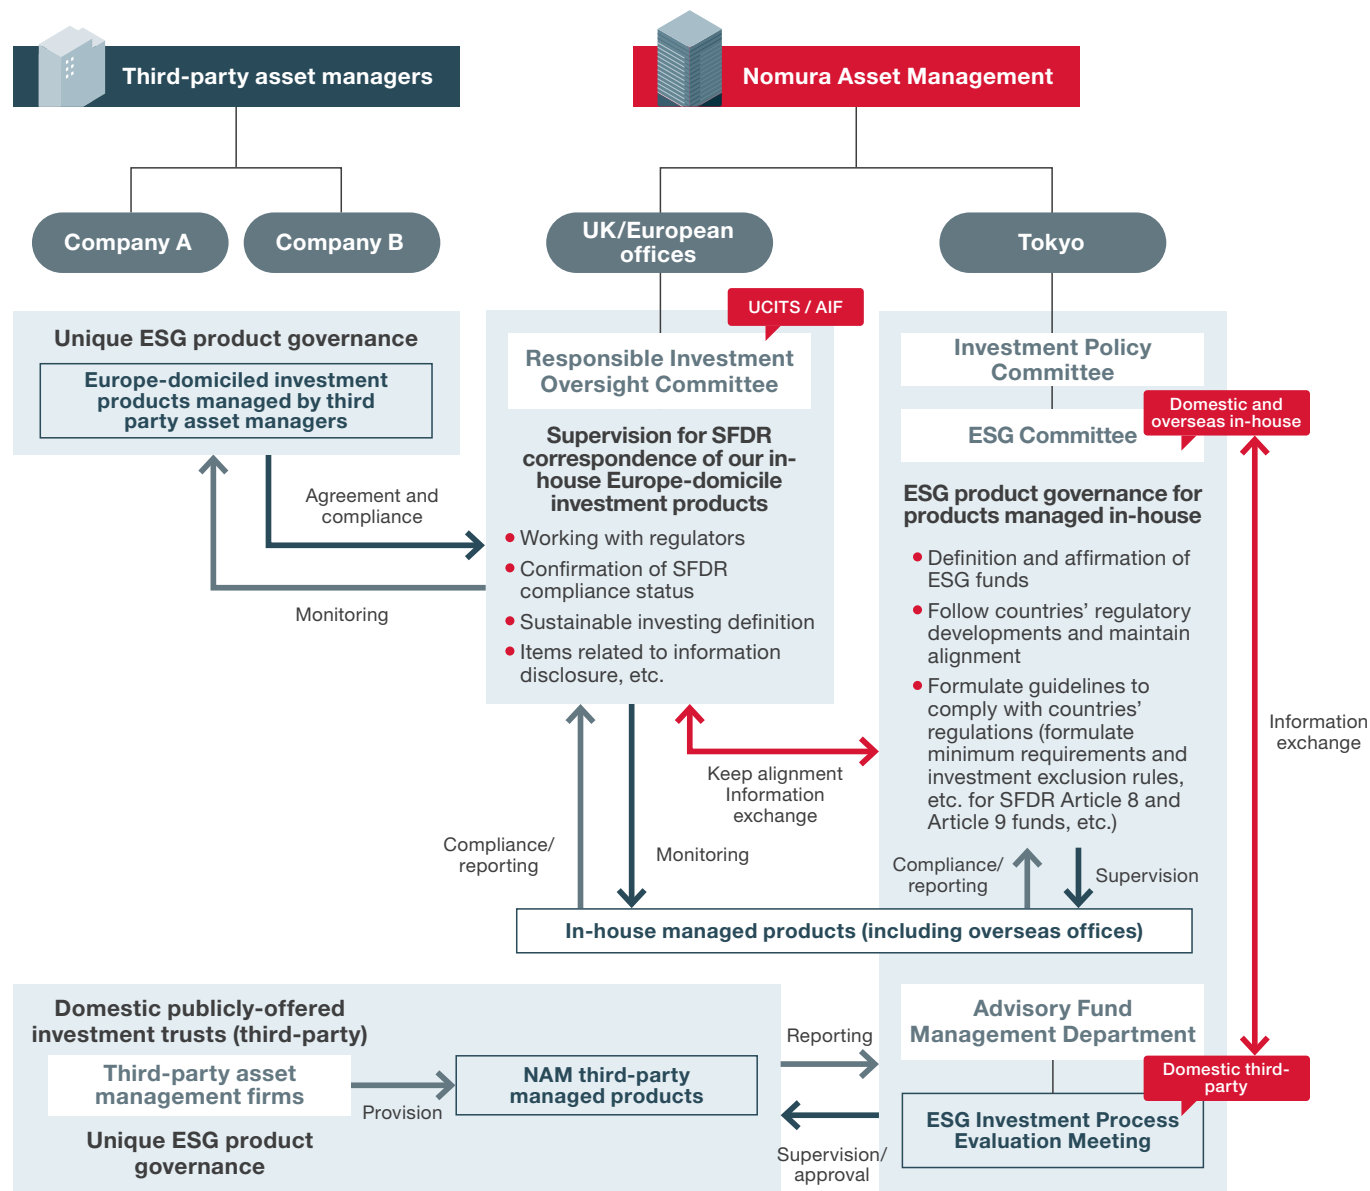 Third-party asset managers
Nomura Asset Management
Company A
Company B
UK/European
offices
Tokyo
Unique ESG product governance
Europe-domiciled investment
products managed by third
party asset managers
Agreement and
compliance
Monitoring
UCITS / AIF
Responsible Investment
Oversight Committee
Supervision for SFDR
correspondence of our in-
house Europe-domicile
investment products
• Working with regulators
• Confirmation of SFDR
compliance status
• Sustainable investing definition
• Items related to information
disclosure, etc.
Investment Policy
Committee
Domestic and
overseas in-house
ESG Committee
ESG product governance for
products managed in-house
• Definition and affirmation of
ESG funds
• Follow countries’ regulatory
developments and maintain
alignment
• Formulate guidelines to
comply with countries’
regulations (formulate
minimum requirements and
investment exclusion rules,
etc. for SFDR Article 8 and
Article 9 funds, etc.)
Information
exchange
Keep alignment
Information
exchange
Compliance/
reporting
Monitoring
Compliance/
reporting
Supervision
In-house managed products (including overseas offices)
Domestic publicly-offered
investment trusts (third-party)
Third-party asset
management firms
Provision
Unique ESG product
governance
NAM third-party
managed products
Reporting
Supervision/
approval
Advisory Fund
Management Department
Domestic third-
party
ESG Investment Process
Evaluation Meeting